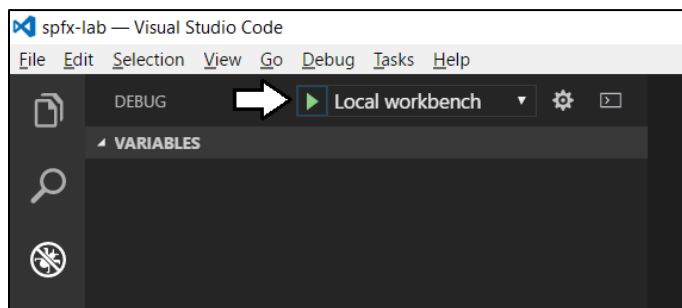 spfx-lab — Visual Studio Code
File Edit Selection View Go Debug Tasks Help
DEBUG Local workbench
VARIABLES